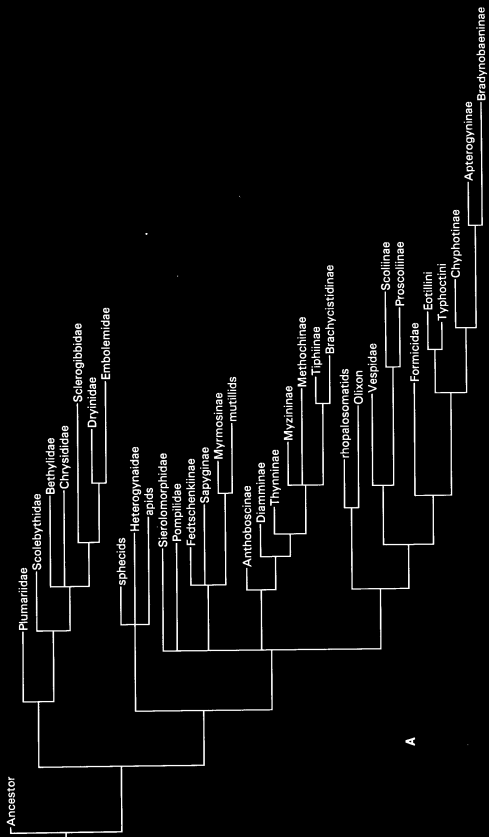 Ancestor
Plumariidae
Scolebythidae
Bethylidae
Chrysididae
Sclerogibbidae
Dryinidae
Embolemidae
sphecids
Heterogynaidae
apids
Sierolomorphidae
Pompilidae
Fedtschenkiinae
Sapyginae
Myrmosinae
mutillids
Anthoboscinae
Diamminae
Thynninae
Myzininae
Methochinae
Tiphiinae
Brachycistidinae
rhopalosomatids
Olixon
Vespidae
Scoliinae
Proscoliinae
Formicidae
Eotillini
Typhoctini
Chyphotinae
Apterogyninae
Bradynobaeninae
A